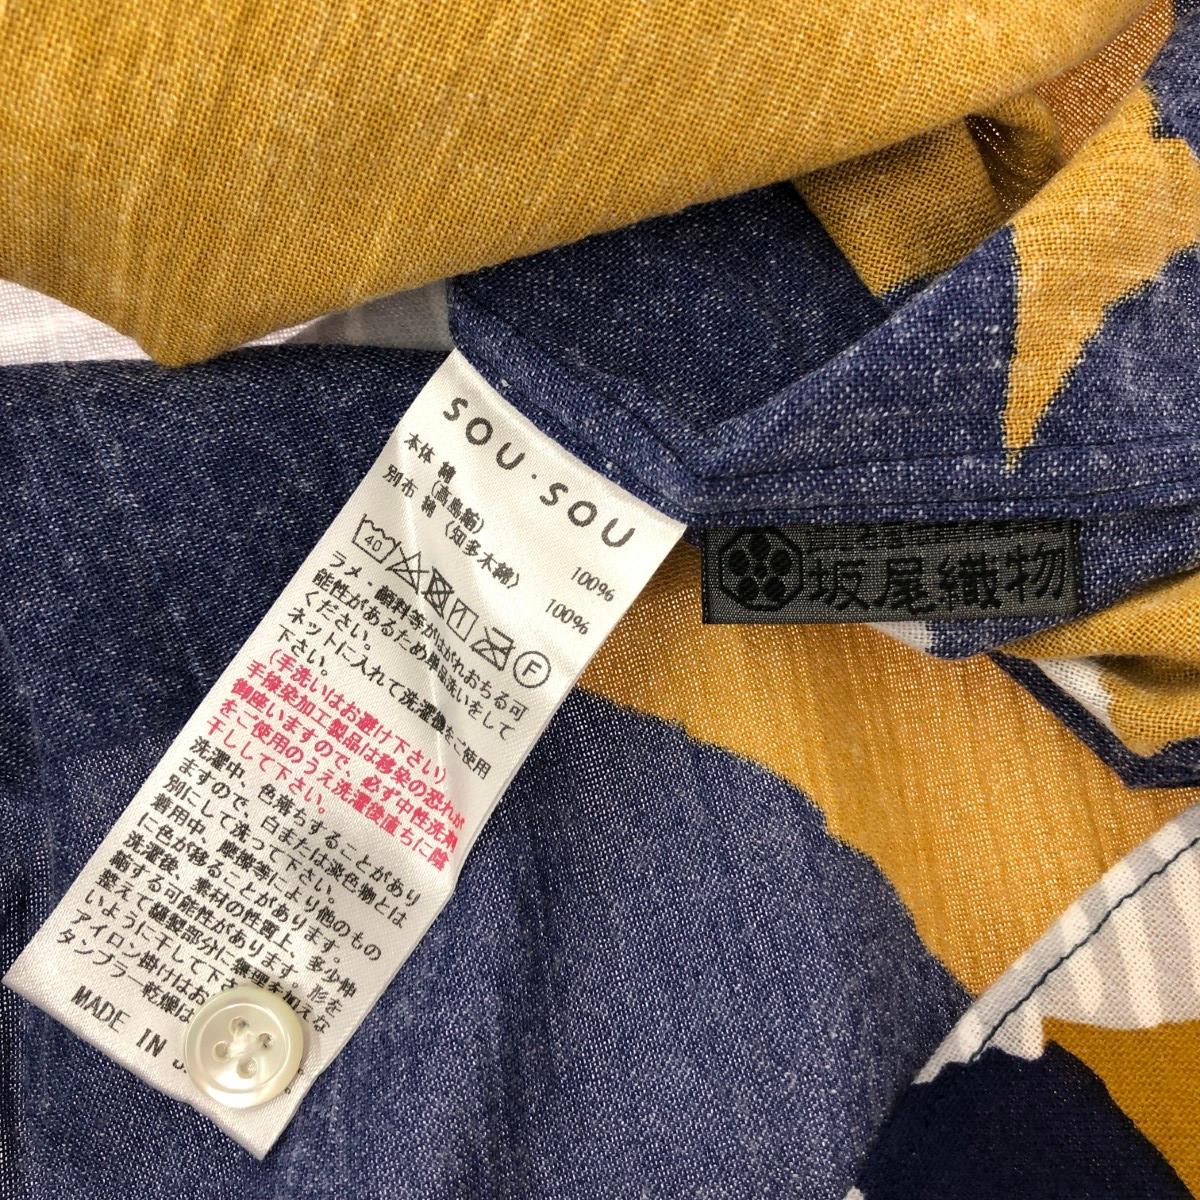 SOU・SOU
本体 綿 100%
(高島縮)
別布 綿 100%
(知多木綿)
40
F
ラメ・顔料等がはがれおちる可
能性があるため単品洗いをして
ください。
ネットに入れて洗濯機をご使用
下さい。
(手洗いはお避け下さい)
手捺染加工製品は移染の恐れが
御座いますので、必ず中性洗剤
をご使用のうえ洗濯後直ちに陰
干しして下さい。
洗濯中、色落ちすることがあり
ますので、白または淡色物とは
別にして洗って下さい。
着用中、摩擦等により他のもの
に色が移ることがあります。
洗濯後、素材の性質上、多少縮
縮する可能性があります。形を
整えて縫製部分に無理を加えな
いように干して下さ
アイロン掛けはお
タンブラー乾燥は
MADE IN
坂尾織物